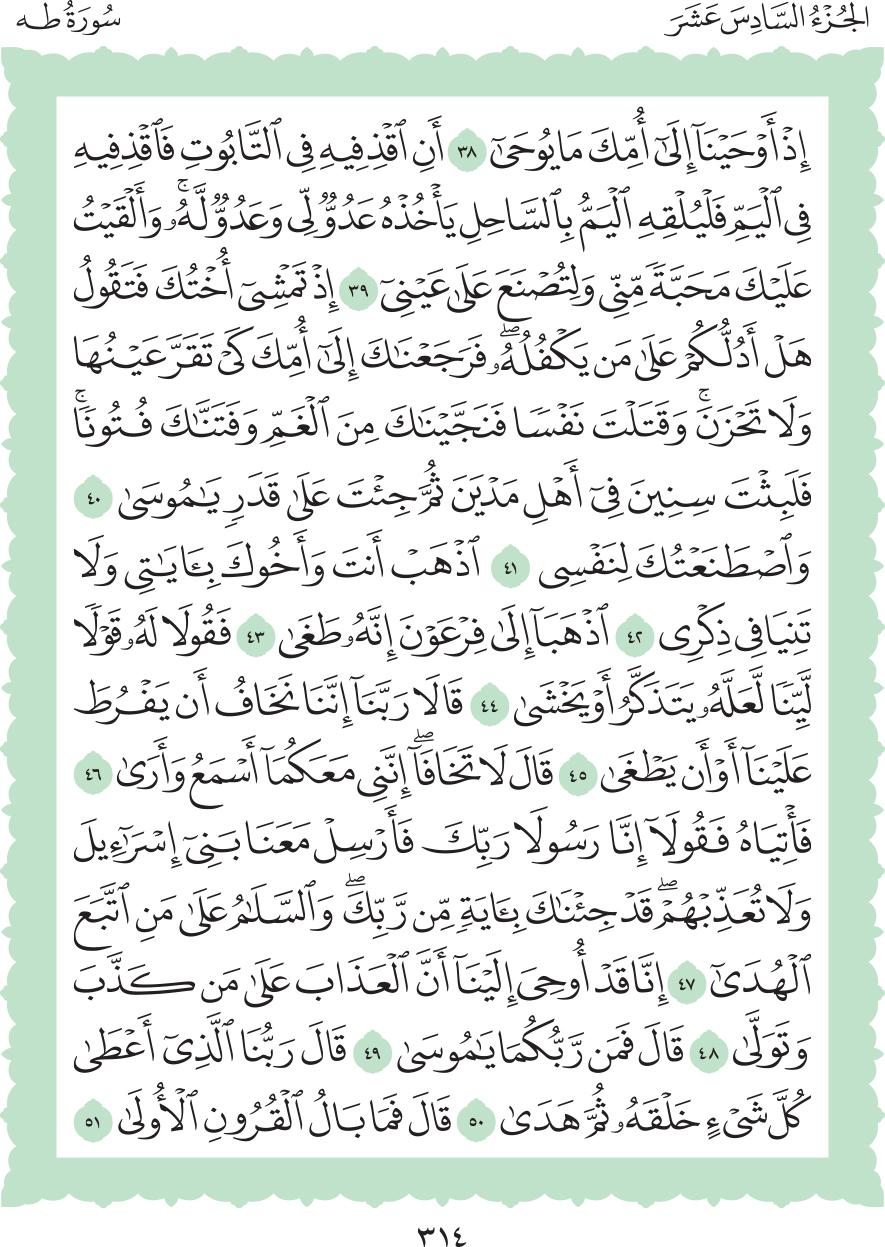 الجُزْءُ السَّادِسَ عَشَرَ
سُورَةُ طه
إِذْ أَوْحَيْنَآ إِلَىٰٓ أُمِّكَ مَا يُوحَىٰٓ ٣٨ أَنِ ٱقْذِفِيهِ فِى ٱلتَّابُوتِ فَٱقْذِفِيهِ
فِى ٱلْيَمِّ فَلْيُلْقِهِ ٱلْيَمُّ بِٱلسَّاحِلِ يَأْخُذْهُ عَدُوٌّ لِّى وَعَدُوٌّ لَّهُۥ ۚ وَأَلْقَيْتُ
عَلَيْكَ مَحَبَّةً مِّنِّى وَلِتُصْنَعَ عَلَىٰ عَيْنِىٓ ٣٩ إِذْ تَمْشِىٓ أُخْتُكَ فَتَقُولُ
هَلْ أَدُلُّكُمْ عَلَىٰ مَن يَكْفُلُهُۥ ۖ فَرَجَعْنَٰكَ إِلَىٰٓ أُمِّكَ كَىْ تَقَرَّ عَيْنُهَا
وَلَا تَحْزَنَ ۚ وَقَتَلْتَ نَفْسًا فَنَجَّيْنَٰكَ مِنَ ٱلْغَمِّ وَفَتَنَّٰكَ فُتُونًا ۚ
فَلَبِثْتَ سِنِينَ فِىٓ أَهْلِ مَدْيَنَ ثُمَّ جِئْتَ عَلَىٰ قَدَرٍ يَٰمُوسَىٰ ٤٠
وَٱصْطَنَعْتُكَ لِنَفْسِى ٤١ ٱذْهَبْ أَنتَ وَأَخُوكَ بِـَٔايَٰتِى وَلَا
تَنِيَا فِى ذِكْرِى ٤٢ ٱذْهَبَآ إِلَىٰ فِرْعَوْنَ إِنَّهُۥ طَغَىٰ ٤٣ فَقُولَا لَهُۥ قَوْلًا
لَّيِّنًا لَّعَلَّهُۥ يَتَذَكَّرُ أَوْ يَخْشَىٰ ٤٤ قَالَا رَبَّنَآ إِنَّنَا نَخَافُ أَن يَفْرُطَ
عَلَيْنَآ أَوْ أَن يَطْغَىٰ ٤٥ قَالَ لَا تَخَافَآ ۖ إِنَّنِى مَعَكُمَآ أَسْمَعُ وَأَرَىٰ ٤٦
فَأْتِيَاهُ فَقُولَآ إِنَّا رَسُولَا رَبِّكَ فَأَرْسِلْ مَعَنَا بَنِىٓ إِسْرَٰٓءِيلَ
وَلَا تُعَذِّبْهُمْ ۖ قَدْ جِئْنَٰكَ بِـَٔايَةٍ مِّن رَّبِّكَ ۖ وَٱلسَّلَٰمُ عَلَىٰ مَنِ ٱتَّبَعَ
ٱلْهُدَىٰٓ ٤٧ إِنَّا قَدْ أُوحِىَ إِلَيْنَآ أَنَّ ٱلْعَذَابَ عَلَىٰ مَن كَذَّبَ
وَتَوَلَّىٰ ٤٨ قَالَ فَمَن رَّبُّكُمَا يَٰمُوسَىٰ ٤٩ قَالَ رَبُّنَا ٱلَّذِىٓ أَعْطَىٰ
كُلَّ شَىْءٍ خَلْقَهُۥ ثُمَّ هَدَىٰ ٥٠ قَالَ فَمَا بَالُ ٱلْقُرُونِ ٱلْأُولَىٰ ٥١
٣١٤